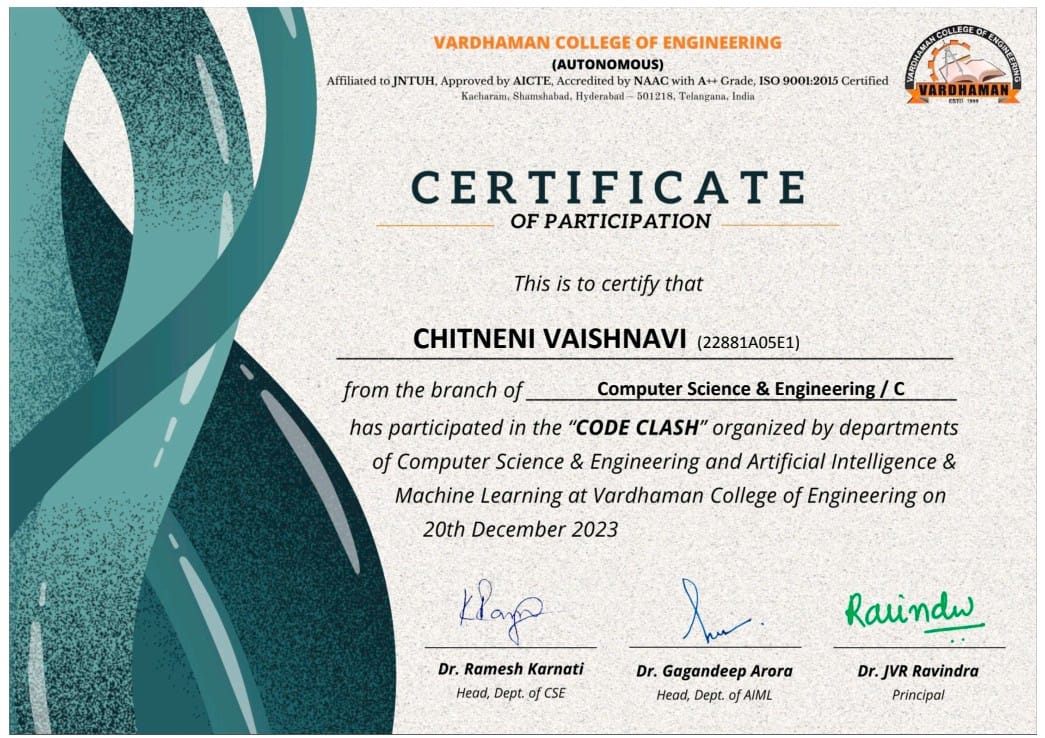 VARDHAMAN COLLEGE OF ENGINEERING
(AUTONOMOUS)
Affiliated to JNTUH, Approved by AICTE, Accredited by NAAC with A++ Grade, ISO 9001:2015 Certified
Kacharam, Shamshabad, Hyderabad – 501218, Telangana, India
VARDHAMAN COLLEGE OF ENGINEERING
VARDHAMAN
ESTD 1999
CERTIFICATE
OF PARTICIPATION
This is to certify that
CHITNENI VAISHNAVI (22881A05E1)
from the branch of Computer Science & Engineering / C
has participated in the “CODE CLASH” organized by departments
of Computer Science & Engineering and Artificial Intelligence &
Machine Learning at Vardhaman College of Engineering on
20th December 2023
Ravindra
Dr. Ramesh Karnati
Head, Dept. of CSE
Dr. Gagandeep Arora
Head, Dept. of AIML
Dr. JVR Ravindra
Principal